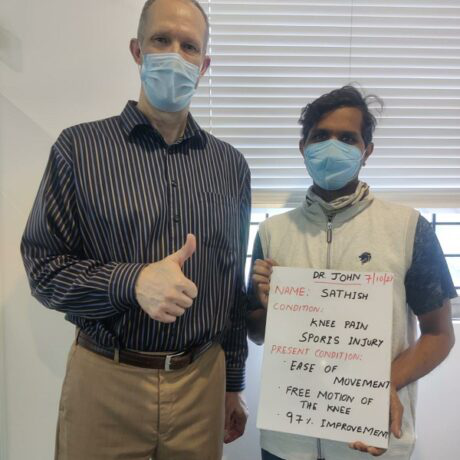 DR. JOHN 7/10/21
NAME: SATHISH
CONDITION:
KNEE PAIN
SPORTS INJURY
PRESENT CONDITION:
· EASE OF
MOVEMENT
· FREE MOTION OF
THE KNEE
· 97% IMPROVEMENT